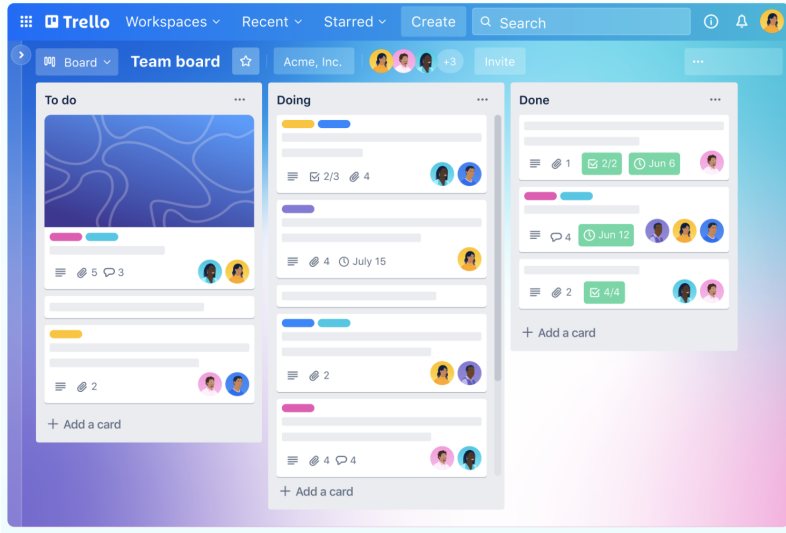 Trello Workspaces Recent Starred Create Search
Board Team board Acme, Inc. +3 Invite
To do
5 3
2
+ Add a card
Doing
2/3 4
4 July 15
2
4 4
+ Add a card
Done
1 2/2 Jun 6
4 Jun 12
2 4/4
+ Add a card